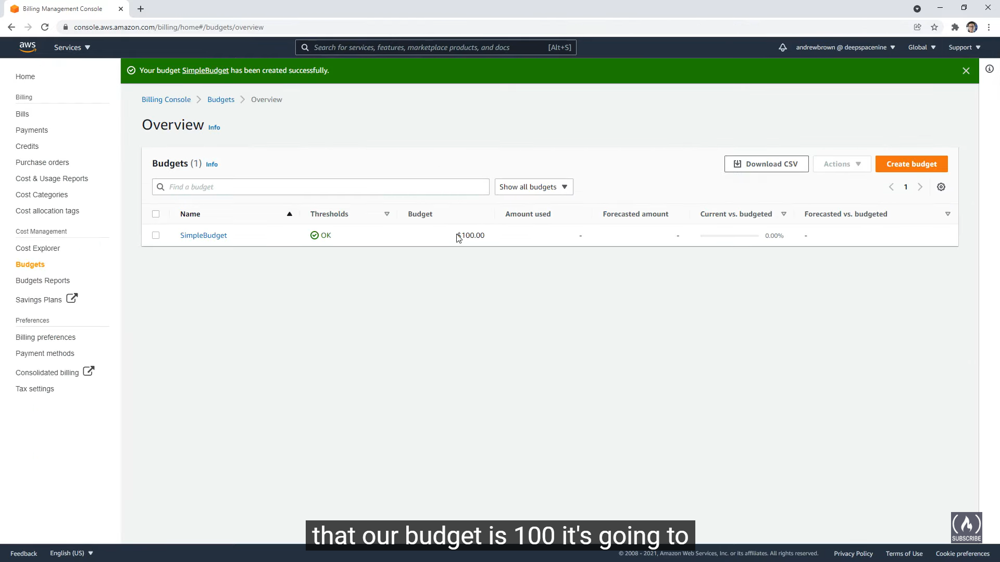 Billing Management Console
console.aws.amazon.com/billing/home#/budgets/overview
aws
Services
Search for services, features, marketplace products, and docs
[Alt+S]
andrewbrown @ deepspacenine
Global
Support
Your budget SimpleBudget has been created successfully.
Home
Billing
Bills
Payments
Credits
Purchase orders
Cost & Usage Reports
Cost Categories
Cost allocation tags
Cost Management
Cost Explorer
Budgets
Budgets Reports
Savings Plans
Preferences
Billing preferences
Payment methods
Consolidated billing
Tax settings
Billing Console
Budgets
Overview
Overview Info
Budgets (1) Info
Download CSV
Actions
Create budget
Find a budget
Show all budgets
1
Name Thresholds Budget Amount used Forecasted amount Current vs. budgeted Forecasted vs. budgeted
SimpleBudget OK $100.00 - - 0.00% -
that our budget is 100 it's going to
SUBSCRIBE
Feedback
English (US)
© 2008 - 2021, Amazon Web Services, Inc. or its affiliates. All rights reserved.
Privacy Policy
Terms of Use
Cookie preferences